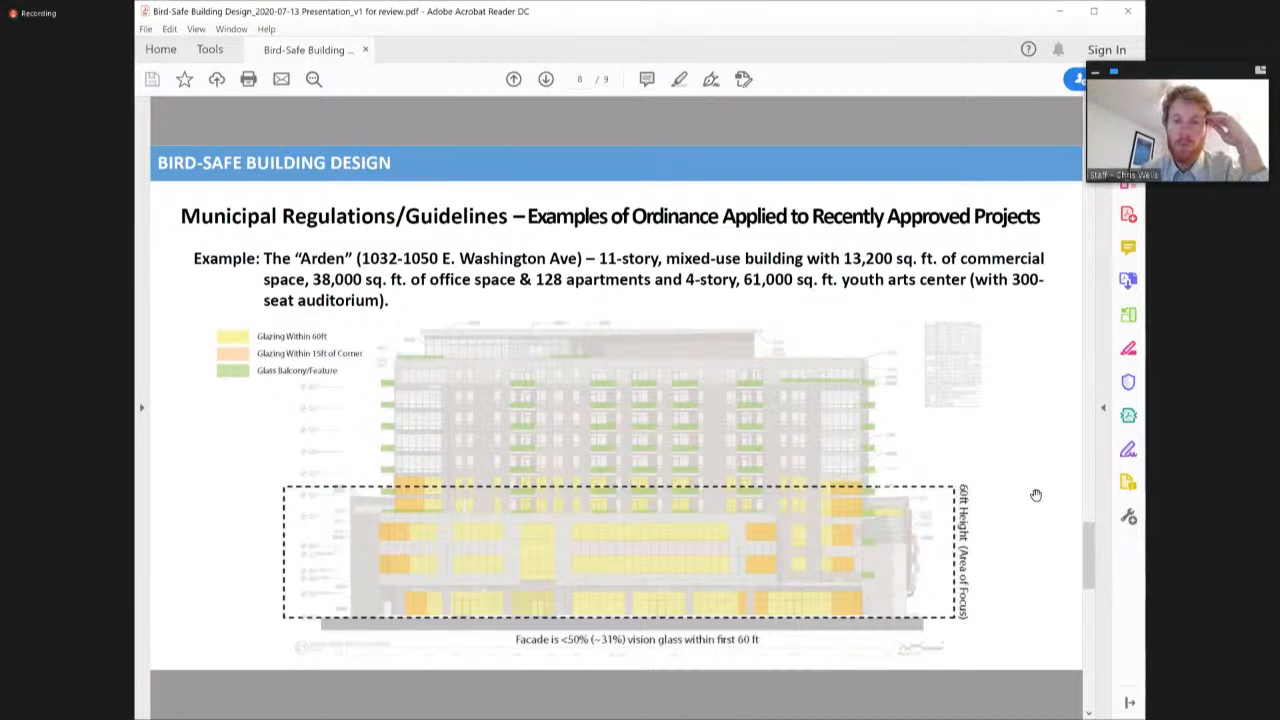 Recording
Bird-Safe Building Design_2020-07-13 Presentation_v1 for review.pdf - Adobe Acrobat Reader DC
File Edit View Window Help
Home Tools Bird-Safe Building ... × Sign In
8 / 9
Staff - Chris Wells
BIRD-SAFE BUILDING DESIGN
Municipal Regulations/Guidelines – Examples of Ordinance Applied to Recently Approved Projects
Example: The “Arden” (1032-1050 E. Washington Ave) – 11-story, mixed-use building with 13,200 sq. ft. of commercial
space, 38,000 sq. ft. of office space & 128 apartments and 4-story, 61,000 sq. ft. youth arts center (with 300-
seat auditorium).
Glazing Within 60ft
Glazing Within 15ft of Corner
Glass Balcony/Feature
60ft Height (Area of Focus)
Facade is <50% (~31%) vision glass within first 60 ft